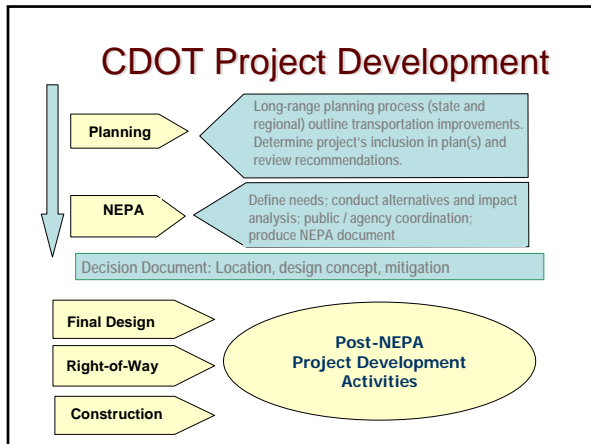 CDOT Project Development
Planning
Long-range planning process (state and
regional) outline transportation improvements.
Determine project's inclusion in plan(s) and
review recommendations.
NEPA
Define needs; conduct alternatives and impact
analysis; public / agency coordination;
produce NEPA document
Decision Document: Location, design concept, mitigation
Final Design
Right-of-Way
Construction
Post-NEPA
Project Development
Activities